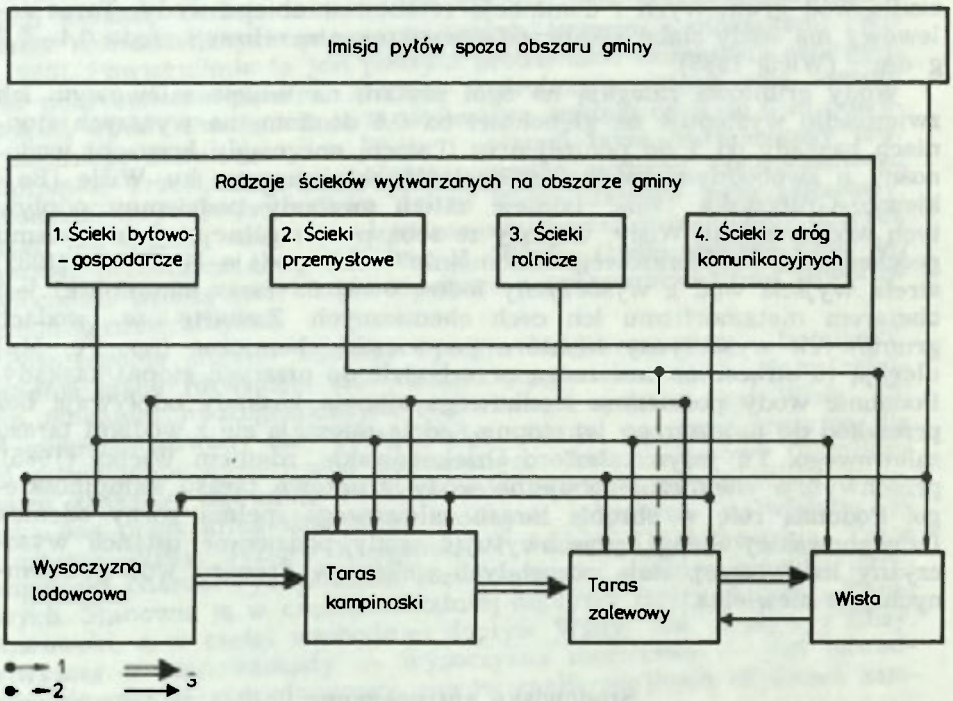 Imisja pyłów spoza obszaru gminy
Rodzaje ścieków wytwarzanych na obszarze gminy
1. Ścieki bytowo-
-gospodarcze
2. Ścieki
przemysłowe
3. Ścieki
rolnicze
4. Ścieki z dróg
komunikacyjnych
Wysoczyzna
lodowcowa
Taras
kampinoski
Taras
zalewowy
Wisła
1
2
3